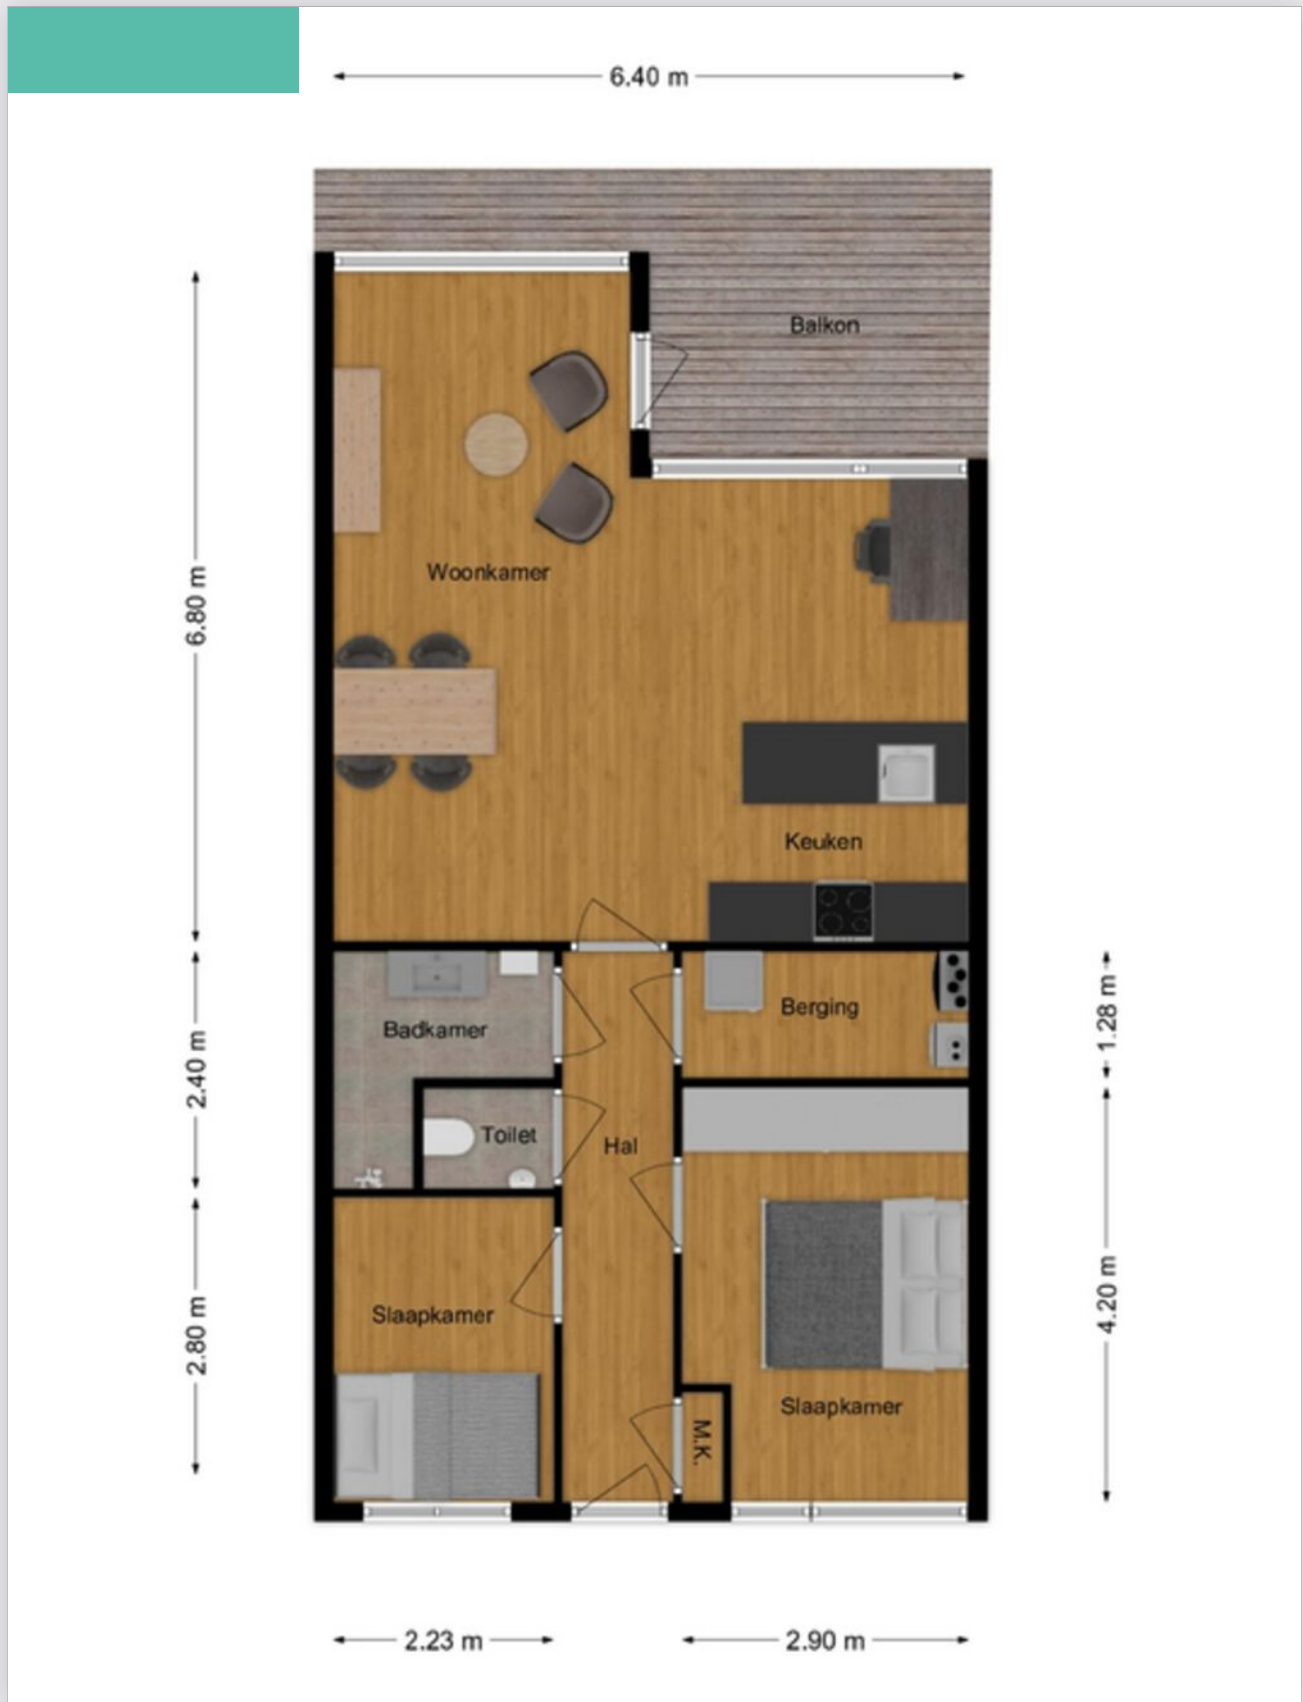 6.40 m
Balkon
Woonkamer
6.80 m
Keuken
Berging
1.28 m
Badkamer
2.40 m
Toilet
Hal
4.20 m
Slaapkamer
2.80 m
Slaapkamer
M.K.
2.23 m
2.90 m